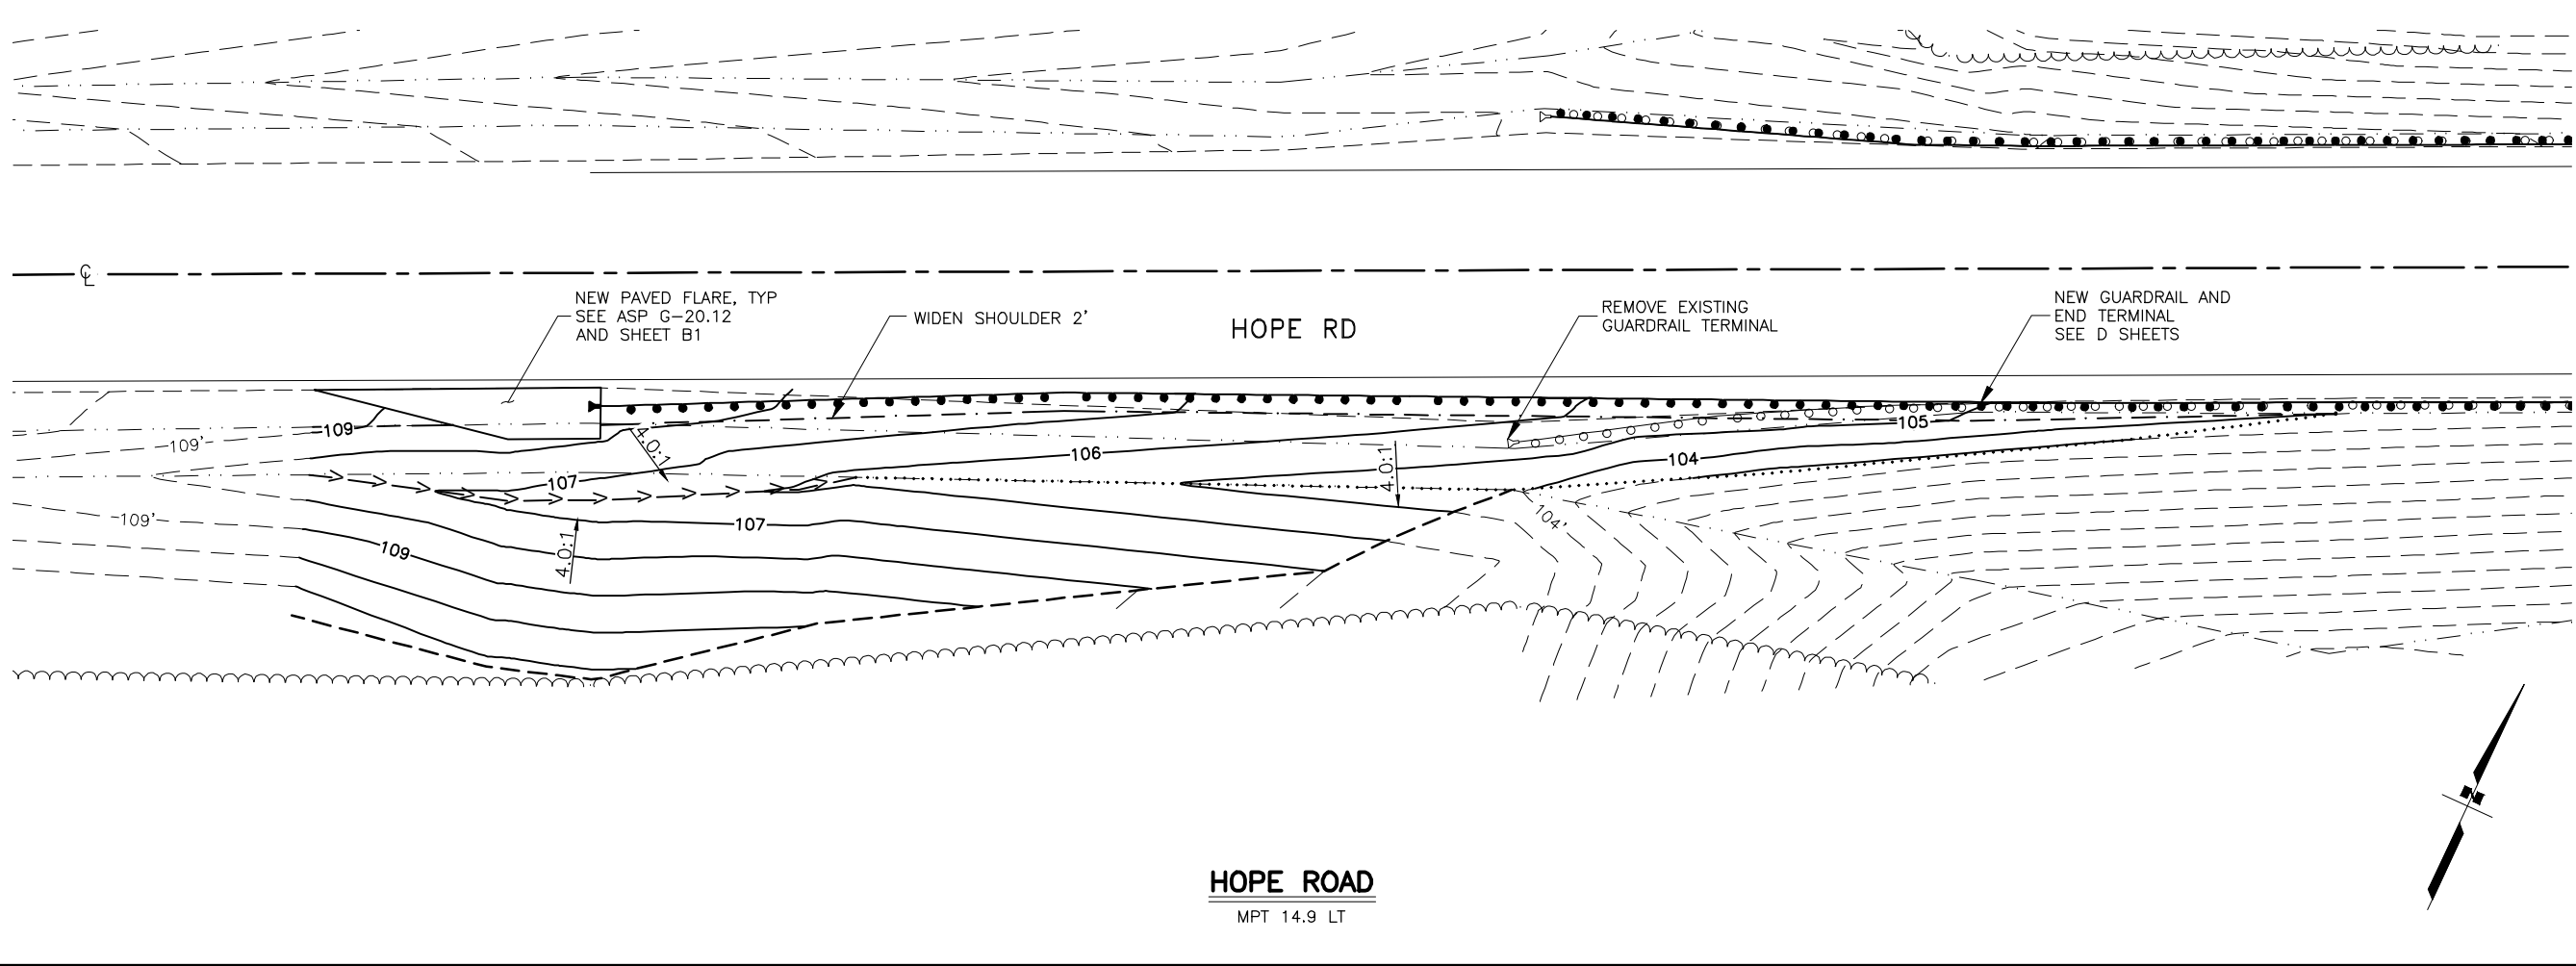 ℄
NEW PAVED FLARE, TYP
SEE ASP G-20.12
AND SHEET B1
WIDEN SHOULDER 2'
HOPE RD
REMOVE EXISTING
GUARDRAIL TERMINAL
NEW GUARDRAIL AND
END TERMINAL
SEE D SHEETS
109
109'
4.0:1
107
106
4.0:1
105
104
109'
107
109
4.0:1
104'
N
HOPE ROAD
MPT 14.9 LT